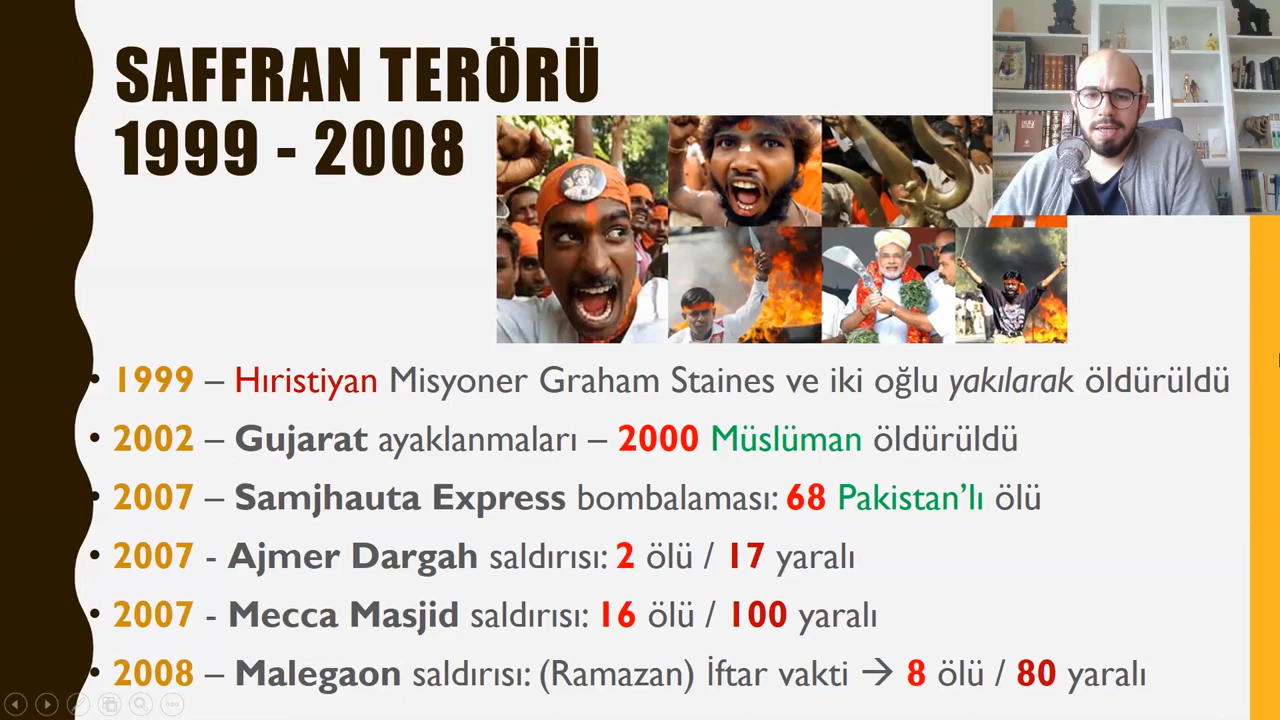 SAFFRAN TERÖRÜ
1999 - 2008
• 1999 – Hıristiyan Misyoner Graham Staines ve iki oğlu yakılarak öldürüldü
• 2002 – Gujarat ayaklanmaları – 2000 Müslüman öldürüldü
• 2007 – Samjhauta Express bombalaması: 68 Pakistan’lı ölü
• 2007 - Ajmer Dargah saldırısı: 2 ölü / 17 yaralı
• 2007 - Mecca Masjid saldırısı: 16 ölü / 100 yaralı
• 2008 – Malegaon saldırısı: (Ramazan) İftar vakti → 8 ölü / 80 yaralı